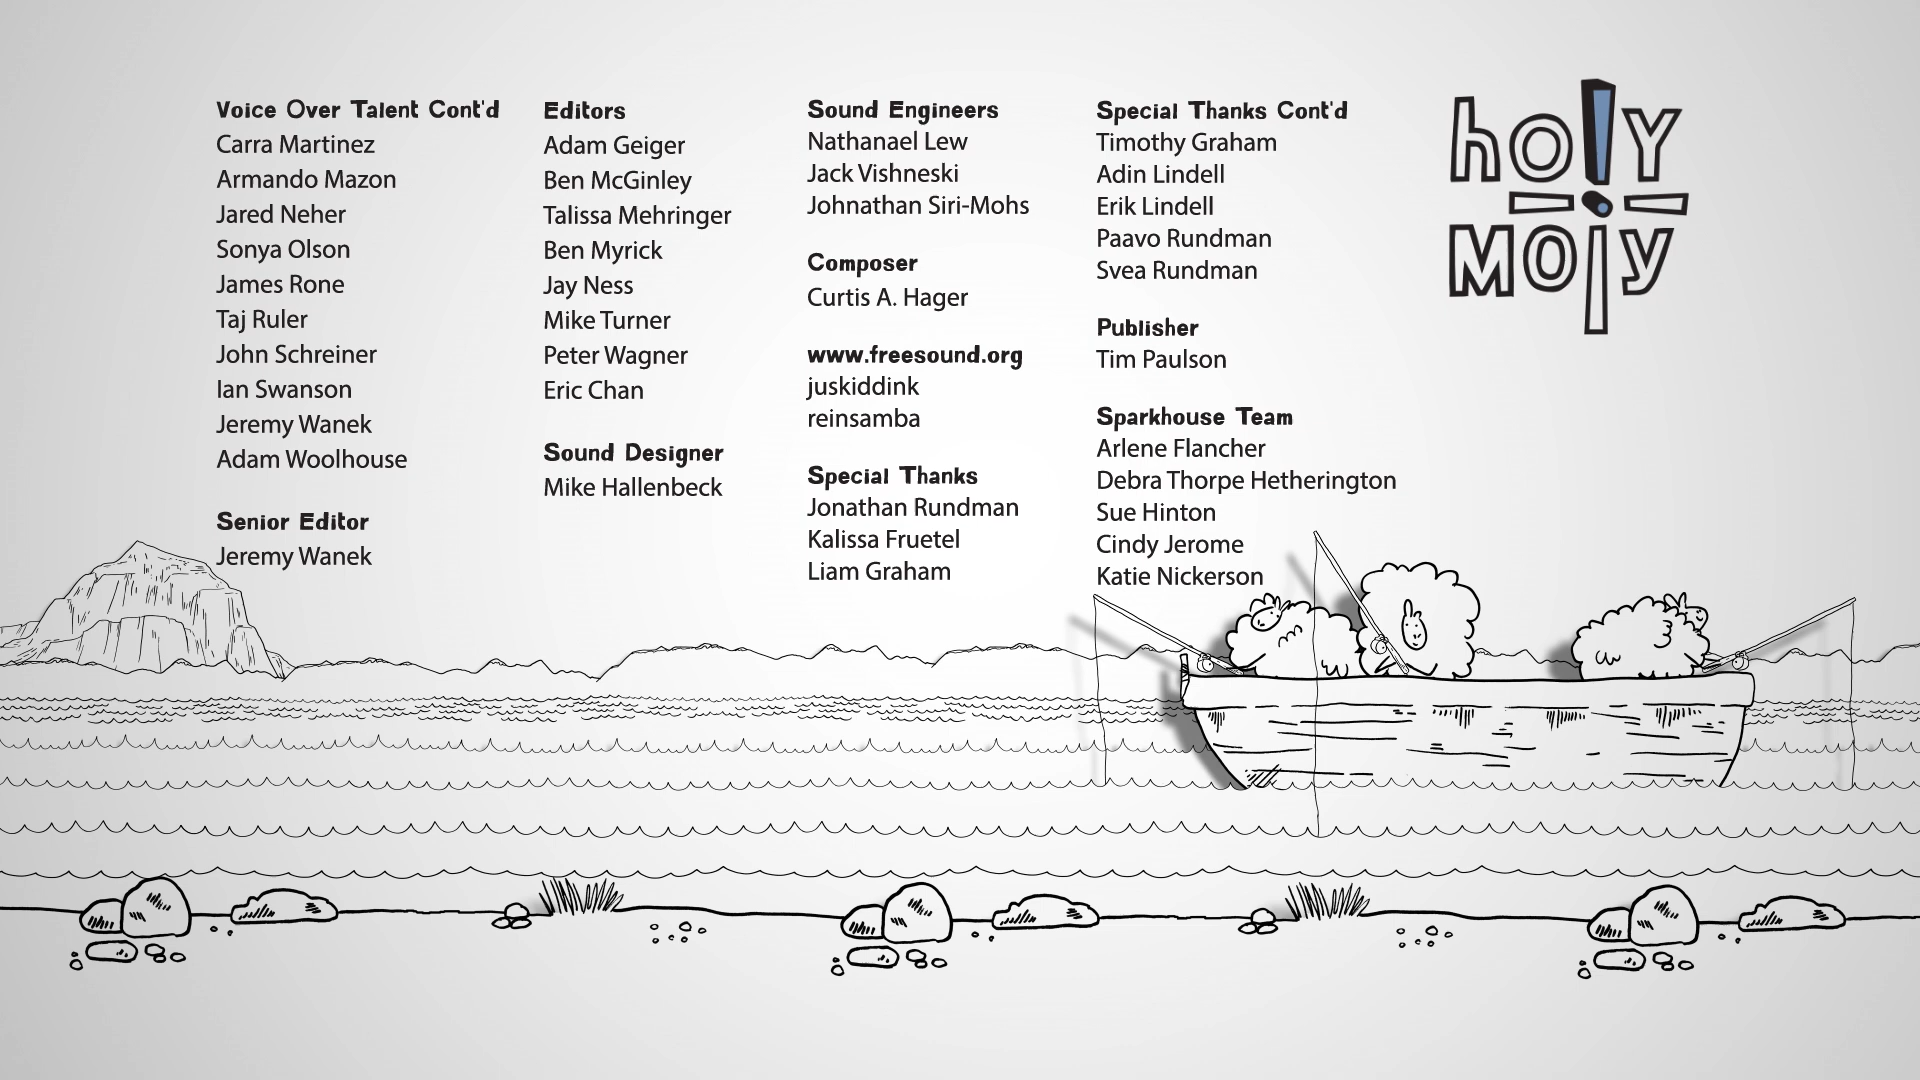 Voice Over Talent Cont'd
Carra Martinez
Armando Mazon
Jared Neher
Sonya Olson
James Rone
Taj Ruler
John Schreiner
Ian Swanson
Jeremy Wanek
Adam Woolhouse
Senior Editor
Jeremy Wanek
Editors
Adam Geiger
Ben McGinley
Talissa Mehringer
Ben Myrick
Jay Ness
Mike Turner
Peter Wagner
Eric Chan
Sound Designer
Mike Hallenbeck
Sound Engineers
Nathanael Lew
Jack Vishneski
Johnathan Siri-Mohs
Composer
Curtis A. Hager
www.freesound.org
juskiddink
reinsamba
Special Thanks
Jonathan Rundman
Kalissa Fruetel
Liam Graham
Special Thanks Cont'd
Timothy Graham
Adin Lindell
Erik Lindell
Paavo Rundman
Svea Rundman
Publisher
Tim Paulson
Sparkhouse Team
Arlene Flancher
Debra Thorpe Hetherington
Sue Hinton
Cindy Jerome
Katie Nickerson
holy
Moly